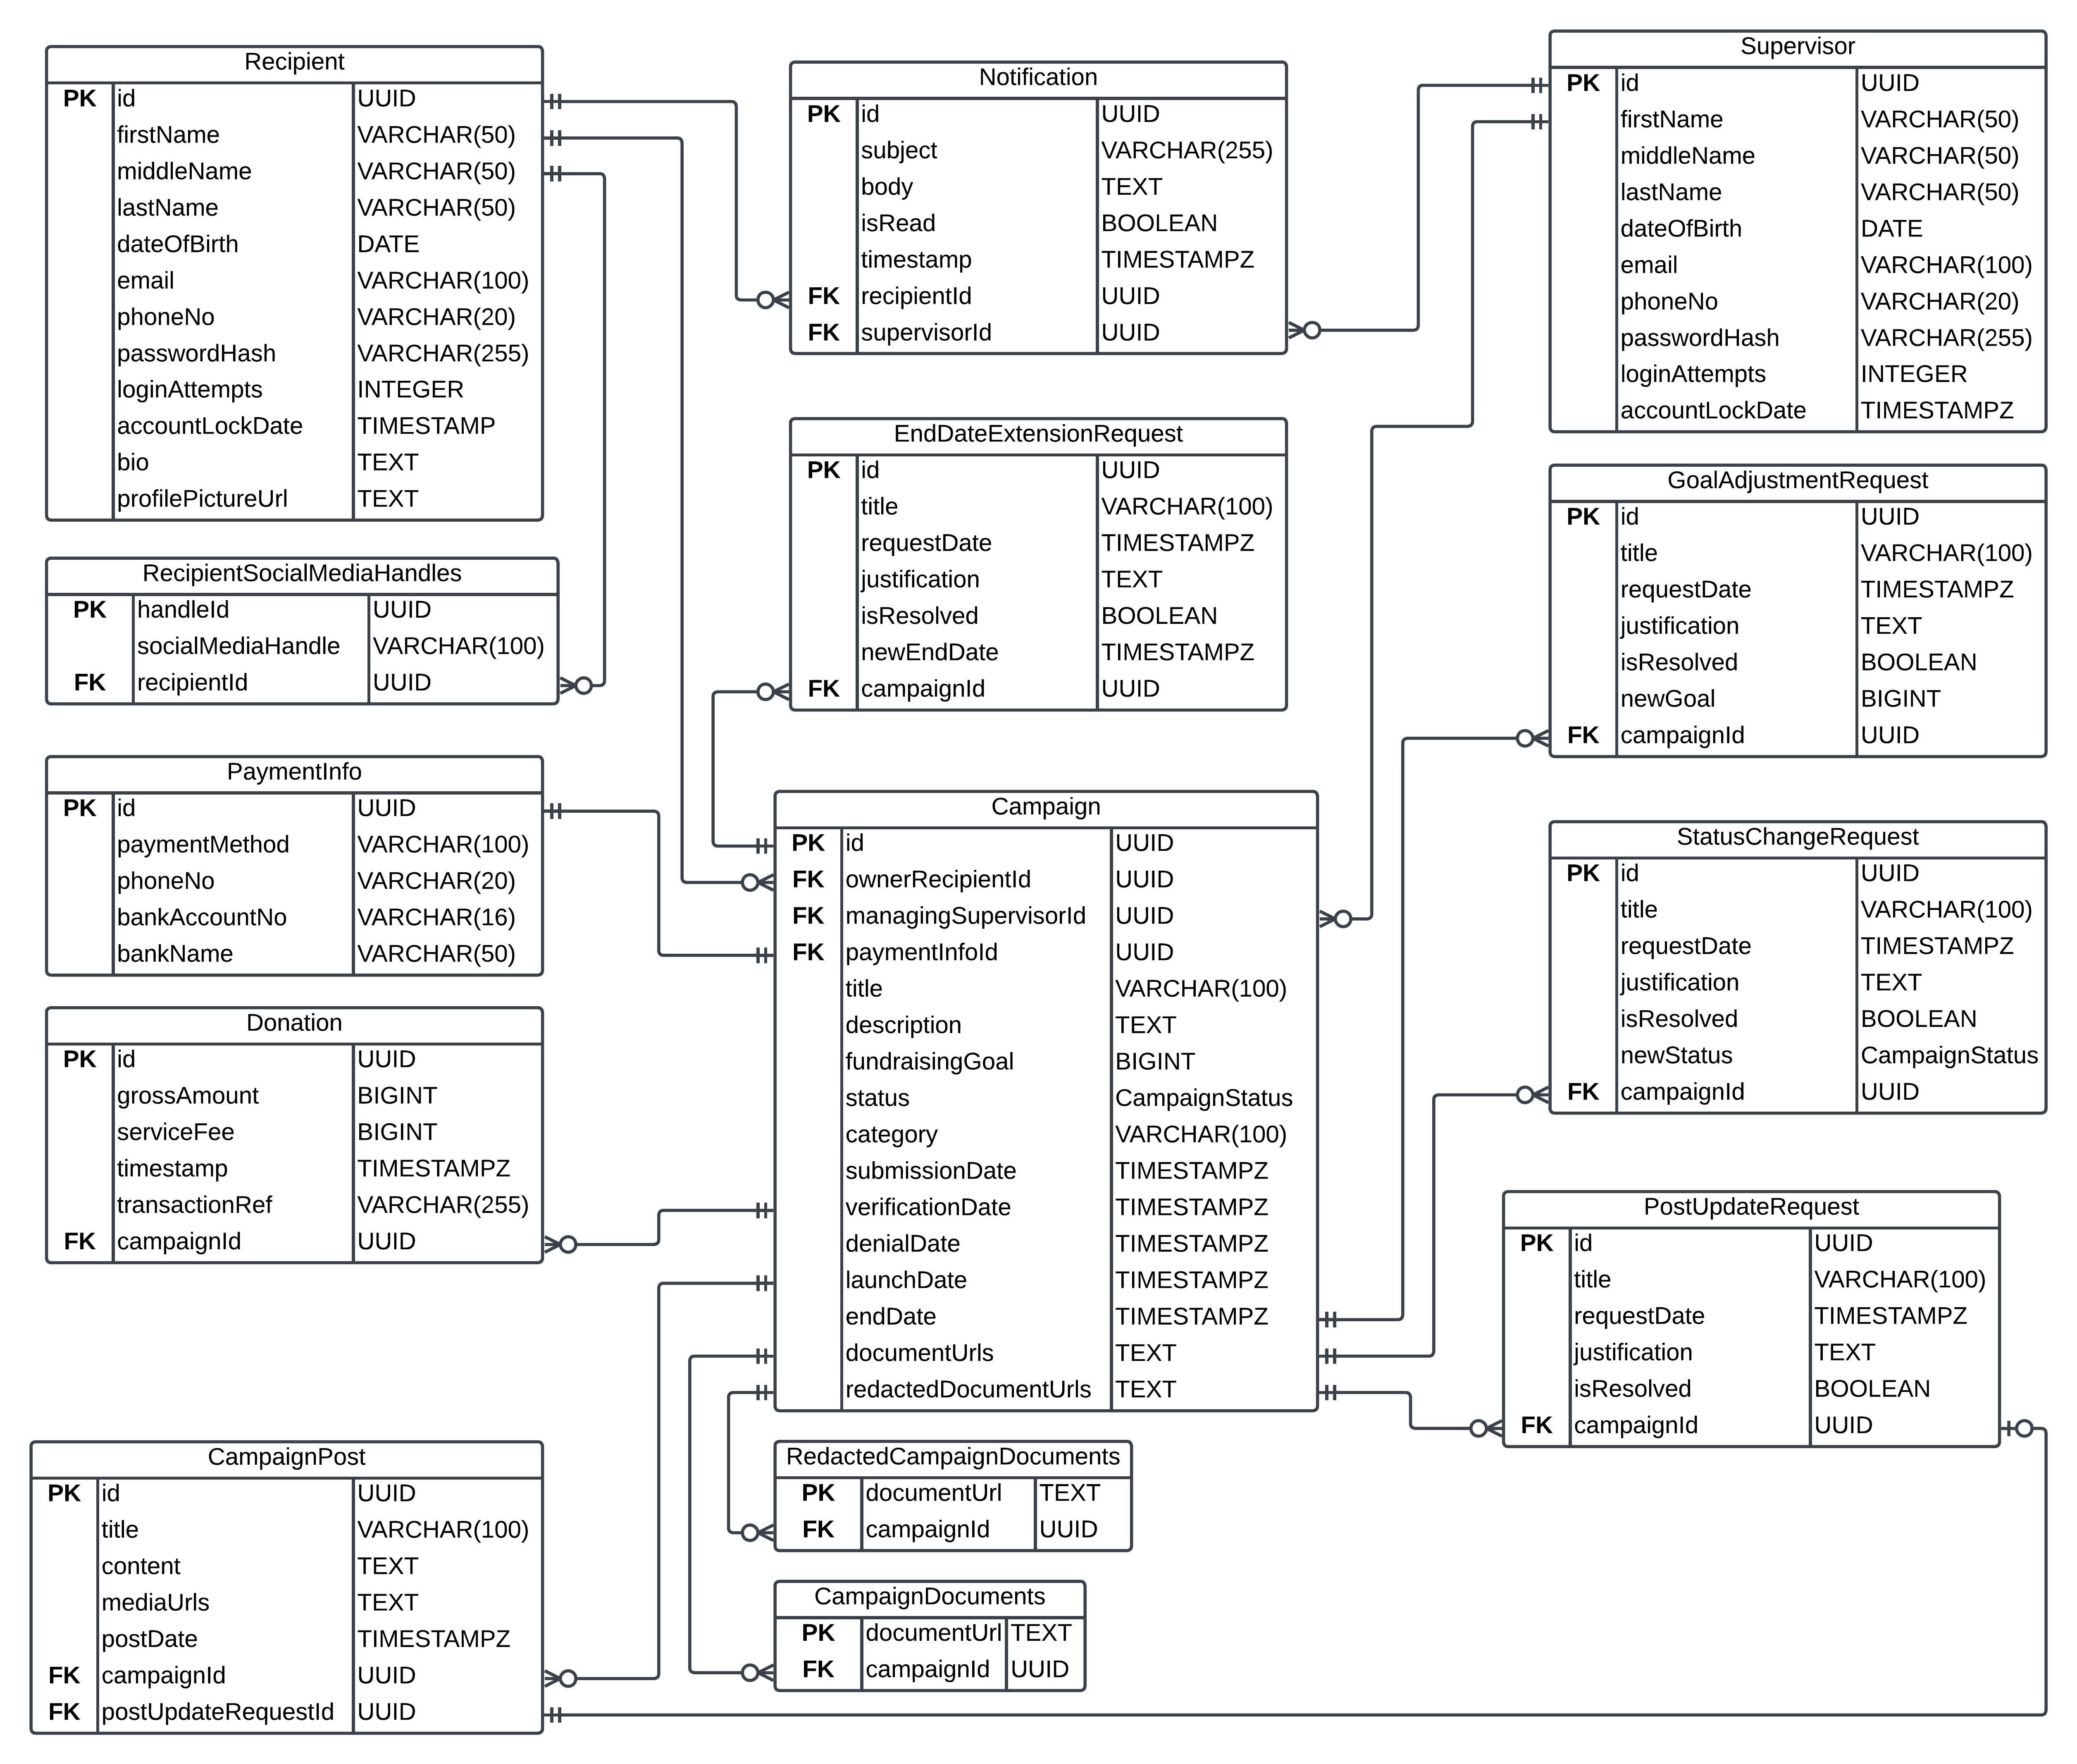 Recipient
PK id UUID
firstName VARCHAR(50)
middleName VARCHAR(50)
lastName VARCHAR(50)
dateOfBirth DATE
email VARCHAR(100)
phoneNo VARCHAR(20)
passwordHash VARCHAR(255)
loginAttempts INTEGER
accountLockDate TIMESTAMP
bio TEXT
profilePictureUrl TEXT
RecipientSocialMediaHandles
PK handleId UUID
socialMediaHandle VARCHAR(100)
FK recipientId UUID
PaymentInfo
PK id UUID
paymentMethod VARCHAR(100)
phoneNo VARCHAR(20)
bankAccountNo VARCHAR(16)
bankName VARCHAR(50)
Donation
PK id UUID
grossAmount BIGINT
serviceFee BIGINT
timestamp TIMESTAMPZ
transactionRef VARCHAR(255)
FK campaignId UUID
CampaignPost
PK id UUID
title VARCHAR(100)
content TEXT
mediaUrls TEXT
postDate TIMESTAMPZ
FK campaignId UUID
FK postUpdateRequestId UUID
Notification
PK id UUID
subject VARCHAR(255)
body TEXT
isRead BOOLEAN
timestamp TIMESTAMPZ
FK recipientId UUID
FK supervisorId UUID
EndDateExtensionRequest
PK id UUID
title VARCHAR(100)
requestDate TIMESTAMPZ
justification TEXT
isResolved BOOLEAN
newEndDate TIMESTAMPZ
FK campaignId UUID
Campaign
PK id UUID
FK ownerRecipientId UUID
FK managingSupervisorId UUID
FK paymentInfoId UUID
title VARCHAR(100)
description TEXT
fundraisingGoal BIGINT
status CampaignStatus
category VARCHAR(100)
submissionDate TIMESTAMPZ
verificationDate TIMESTAMPZ
denialDate TIMESTAMPZ
launchDate TIMESTAMPZ
endDate TIMESTAMPZ
documentUrls TEXT
redactedDocumentUrls TEXT
RedactedCampaignDocuments
PK documentUrl TEXT
FK campaignId UUID
CampaignDocuments
PK documentUrl TEXT
FK campaignId UUID
Supervisor
PK id UUID
firstName VARCHAR(50)
middleName VARCHAR(50)
lastName VARCHAR(50)
dateOfBirth DATE
email VARCHAR(100)
phoneNo VARCHAR(20)
passwordHash VARCHAR(255)
loginAttempts INTEGER
accountLockDate TIMESTAMPZ
GoalAdjustmentRequest
PK id UUID
title VARCHAR(100)
requestDate TIMESTAMPZ
justification TEXT
isResolved BOOLEAN
newGoal BIGINT
FK campaignId UUID
StatusChangeRequest
PK id UUID
title VARCHAR(100)
requestDate TIMESTAMPZ
justification TEXT
isResolved BOOLEAN
newStatus CampaignStatus
FK campaignId UUID
PostUpdateRequest
PK id UUID
title VARCHAR(100)
requestDate TIMESTAMPZ
justification TEXT
isResolved BOOLEAN
FK campaignId UUID